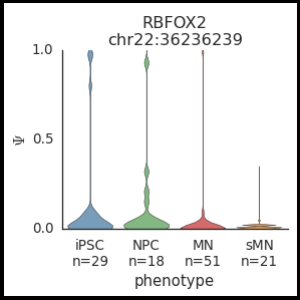 RBFOX2
chr22:36236239
1.0
0.5
0.0
Ψ
iPSC NPC MN sMN
n=29 n=18 n=51 n=21
phenotype